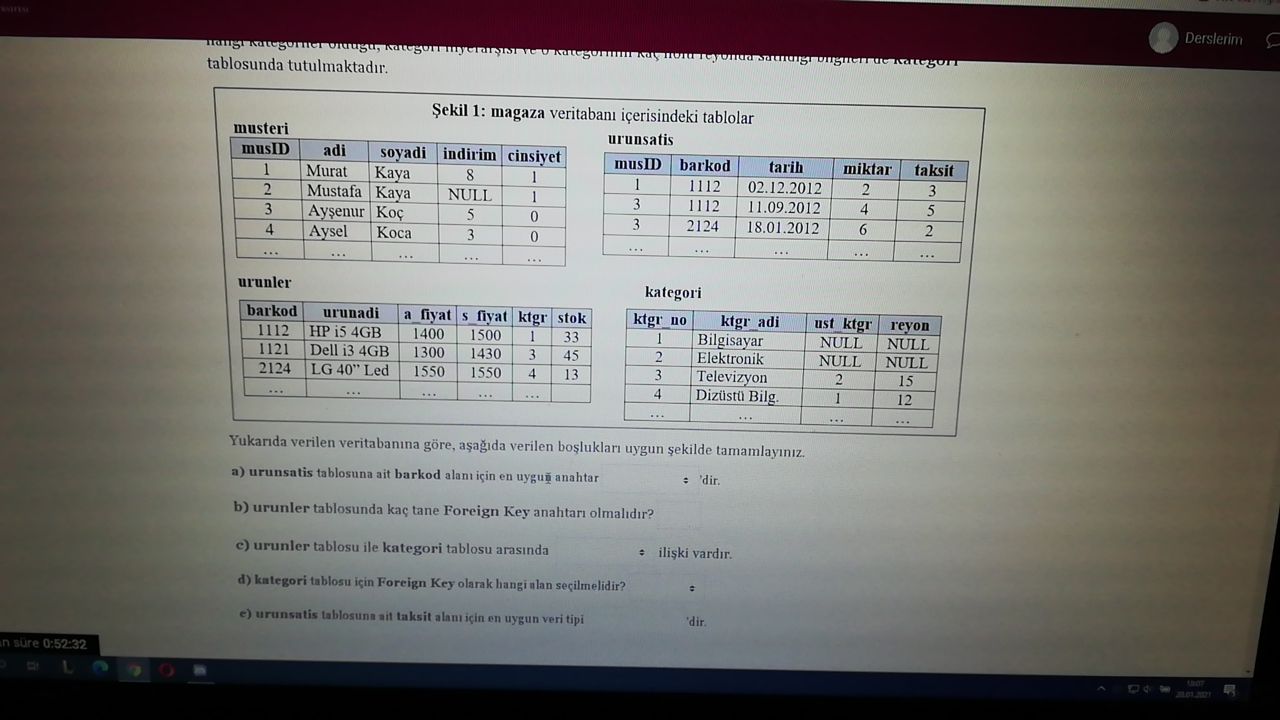 Derslerim
hangi kategoriler olduğu, kategori hiyerarşisi ve o kategorinin kaç nolu reyonda satıldığı bilgileri de kategori
tablosunda tutulmaktadır.
Şekil 1: magaza veritabanı içerisindeki tablolar
musteri
musID adi soyadi indirim cinsiyet
1 Murat Kaya 8 1
2 Mustafa Kaya NULL 1
3 Ayşenur Koç 5 0
4 Aysel Koca 3 0
... ... ... ... ...
urunsatis
musID barkod tarih miktar taksit
1 1112 02.12.2012 2 3
3 1112 11.09.2012 4 5
3 2124 18.01.2012 6 2
... ... ... ... ...
urunler
barkod urunadi a_fiyat s_fiyat ktgr stok
1112 HP i5 4GB 1400 1500 1 33
1121 Dell i3 4GB 1300 1430 3 45
2124 LG 40” Led 1550 1550 4 13
... ... ... ... ...
kategori
ktgr_no ktgr_adi ust_ktgr reyon
1 Bilgisayar NULL NULL
2 Elektronik NULL NULL
3 Televizyon 2 15
4 Dizüstü Bilg. 1 12
... ... ... ...
Yukarıda verilen veritabanına göre, aşağıda verilen boşlukları uygun şekilde tamamlayınız.
a) urunsatis tablosuna ait barkod alanı için en uygun anahtar 'dir.
b) urunler tablosunda kaç tane Foreign Key anahtarı olmalıdır?
c) urunler tablosu ile kategori tablosu arasında ilişki vardır.
d) kategori tablosu için Foreign Key olarak hangi alan seçilmelidir?
e) urunsatis tablosuna ait taksit alanı için en uygun veri tipi 'dir.
süre 0:52:32
18:07
20.01.2021